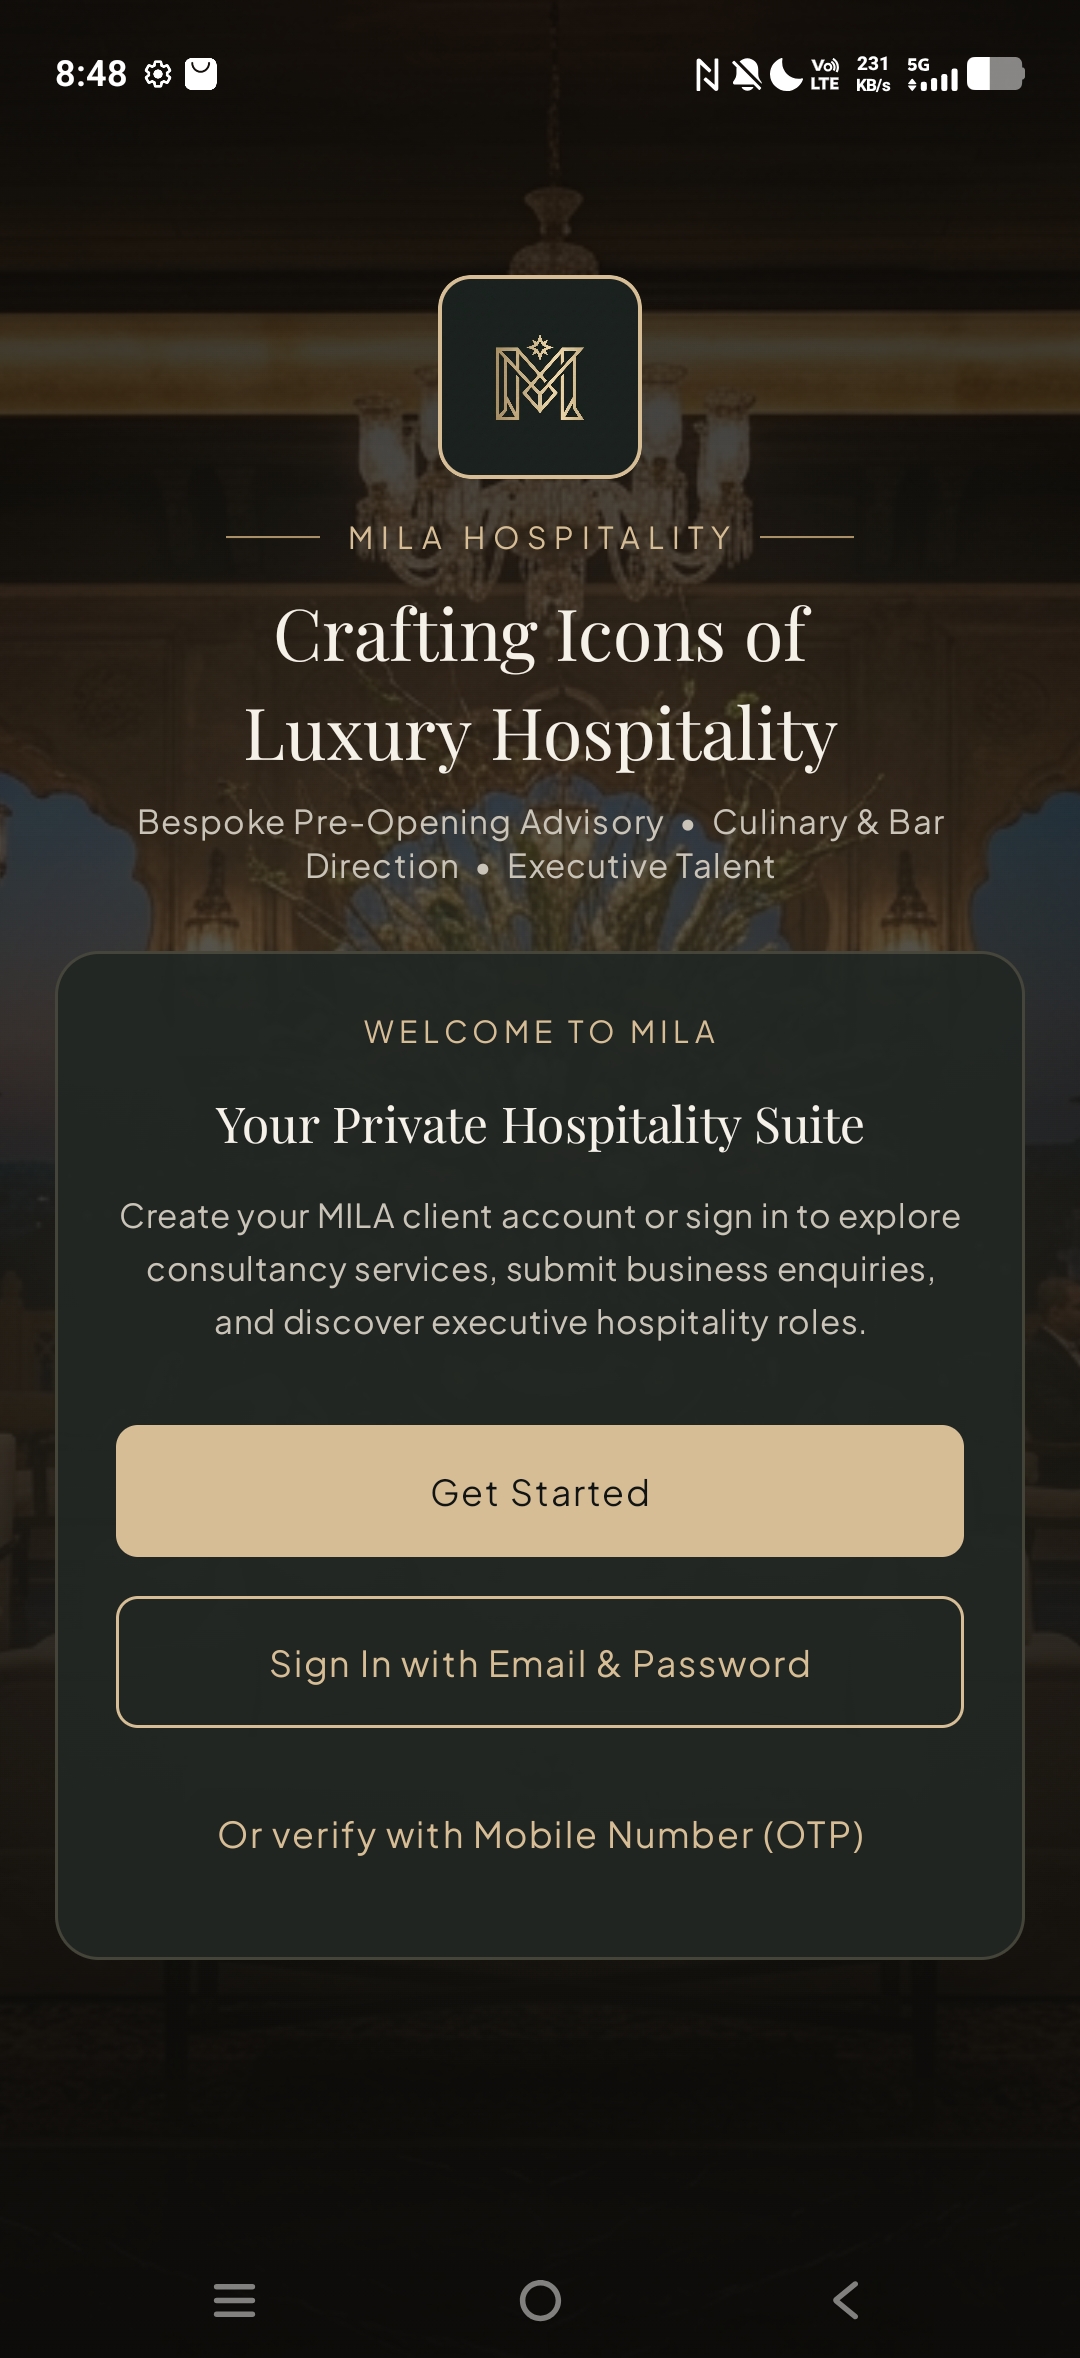 8:48
Vo) LTE
231 KB/s
5G
M
MILA HOSPITALITY
Crafting Icons of
Luxury Hospitality
Bespoke Pre-Opening Advisory • Culinary & Bar
Direction • Executive Talent
WELCOME TO MILA
Your Private Hospitality Suite
Create your MILA client account or sign in to explore
consultancy services, submit business enquiries,
and discover executive hospitality roles.
Get Started
Sign In with Email & Password
Or verify with Mobile Number (OTP)